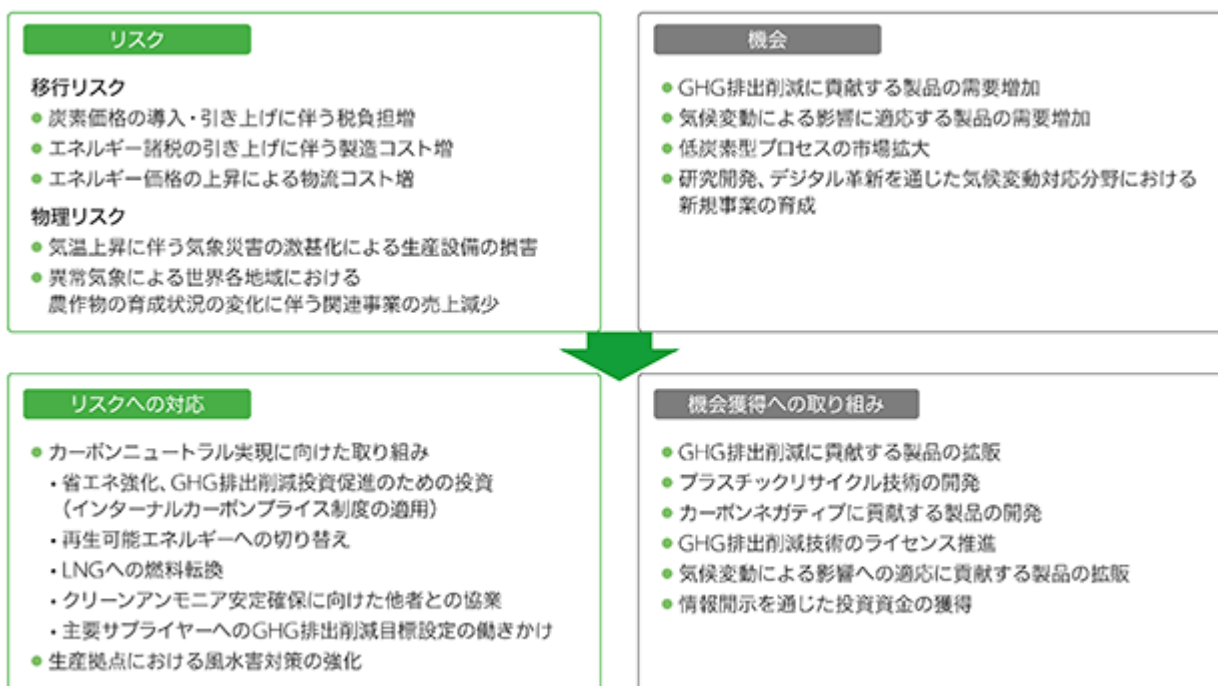 リスク
移行リスク
● 炭素価格の導入・引き上げに伴う税負担増
● エネルギー諸税の引き上げに伴う製造コスト増
● エネルギー価格の上昇による物流コスト増
物理リスク
● 気温上昇に伴う気象災害の激甚化による生産設備の損害
● 異常気象による世界各地域における
農作物の育成状況の変化に伴う関連事業の売上減少
機会
● GHG排出削減に貢献する製品の需要増加
● 気候変動による影響に適応する製品の需要増加
● 低炭素型プロセスの市場拡大
● 研究開発、デジタル革新を通じた気候変動対応分野における
新規事業の育成
リスクへの対応
● カーボンニュートラル実現に向けた取り組み
・省エネ強化、GHG排出削減投資促進のための投資
（インターナルカーボンプライス制度の適用）
・再生可能エネルギーへの切り替え
・LNGへの燃料転換
・クリーンアンモニア安定確保に向けた他者との協業
・主要サプライヤーへのGHG排出削減目標設定の働きかけ
● 生産拠点における風水害対策の強化
機会獲得への取り組み
● GHG排出削減に貢献する製品の拡販
● プラスチックリサイクル技術の開発
● カーボンネガティブに貢献する製品の開発
● GHG排出削減技術のライセンス推進
● 気候変動による影響への適応に貢献する製品の拡販
● 情報開示を通じた投資資金の獲得